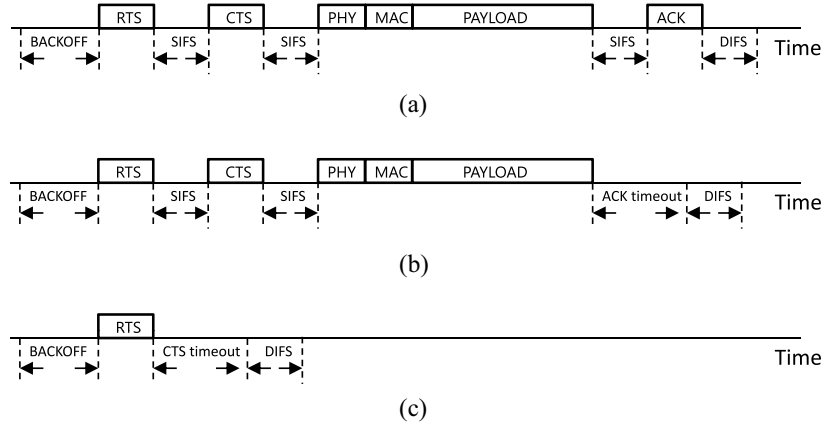 RTS CTS PHY MAC PAYLOAD ACK
BACKOFF SIFS SIFS SIFS DIFS Time
(a)
RTS CTS PHY MAC PAYLOAD
BACKOFF SIFS SIFS ACK timeout DIFS Time
(b)
RTS
BACKOFF CTS timeout DIFS Time
(c)